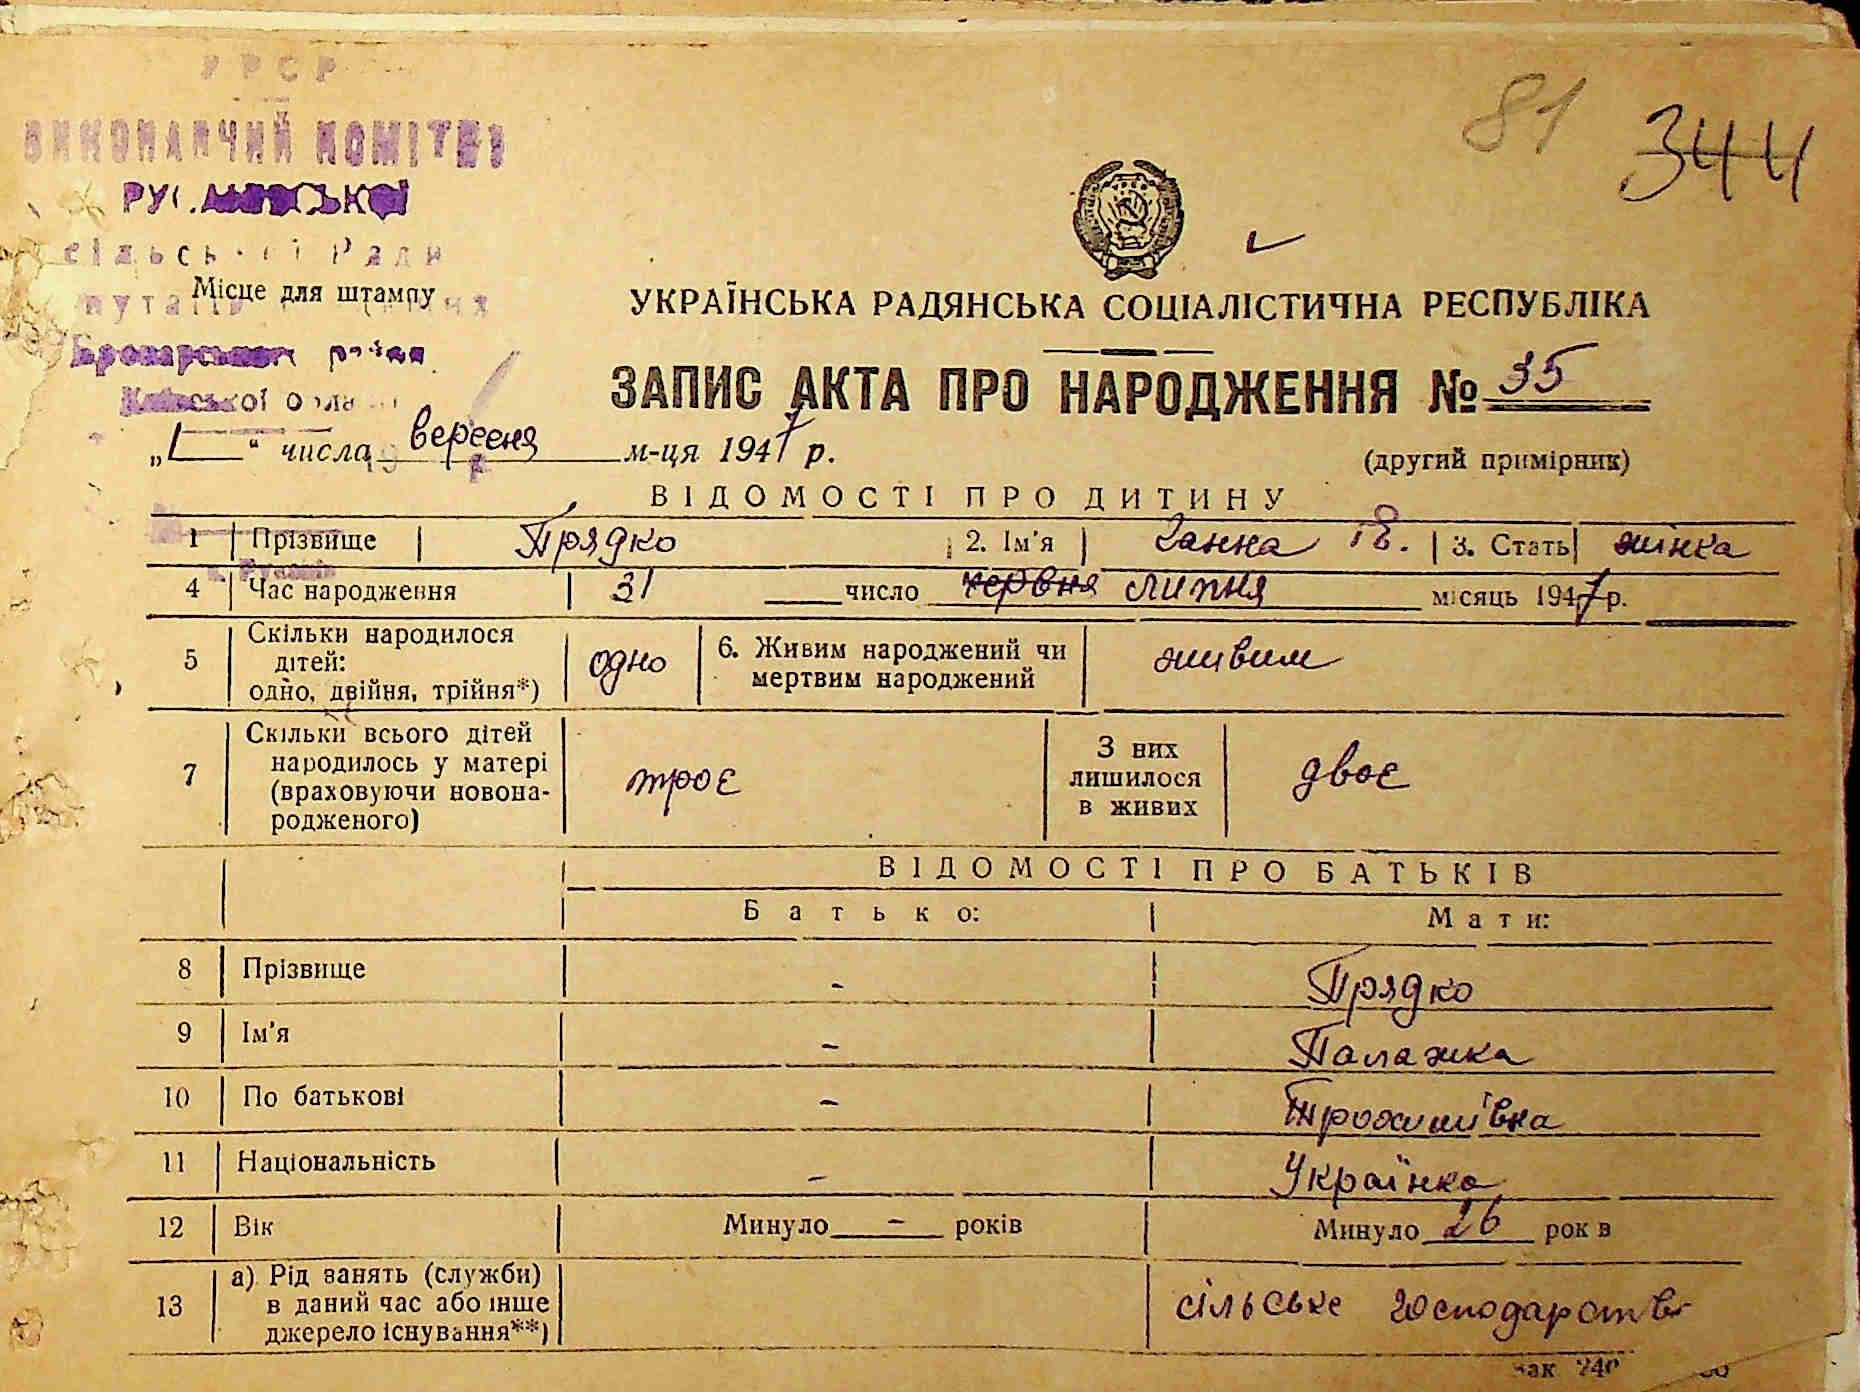 УРСР
81 344
ВИКОНАВЧИЙ КОМІТЕТ
РУСАНІВСЬКОЇ
сільської Ради
Місце для штампу
Броварського р-ну
Київської області
УКРАЇНСЬКА РАДЯНСЬКА СОЦІАЛІСТИЧНА РЕСПУБЛІКА
ЗАПИС АКТА ПРО НАРОДЖЕННЯ № 35
„1“ числа вересня м-ця 1947 р.
(другий примірник)
ВІДОМОСТІ ПРО ДИТИНУ
1 Прізвище Прядко 2. Ім'я Ганна 3. Стать жінка
4 Час народження 31 число червня липня місяць 1947 р.
5 Скільки народилося дітей: одно, двійня, трійня*) одно 6. Живим народжений чи мертвим народжений живим
7 Скільки всього дітей народилось у матері (враховуючи новонародженого) троє З них лишилося в живих двоє
ВІДОМОСТІ ПРО БАТЬКІВ
Батько: Мати:
8 Прізвище - Прядко
9 Ім'я - Палажка
10 По батькові - Трохимівна
11 Національність - Українка
12 Вік Минуло - років Минуло 26 рок в
13 а) Рід занять (служби) в даний час або інше джерело існування**) сільське господарство